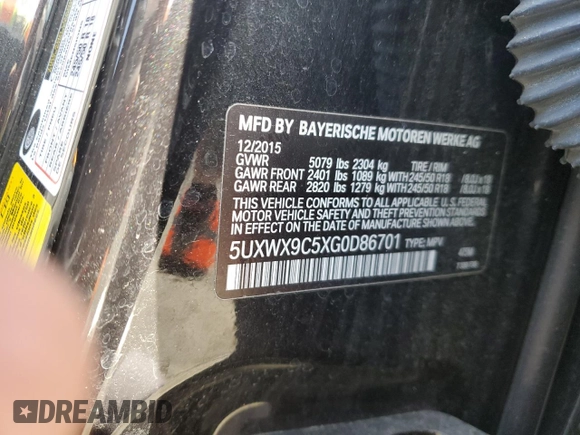 MFD BY BAYERISCHE MOTOREN WERKE AG
12/2015
GVWR 5079 lbs 2304 kg TIRE / RIM
GAWR FRONT 2401 lbs 1089 kg WITH 245/50 R18
GAWR REAR 2820 lbs 1279 kg WITH 245/50 R18
THIS VEHICLE CONFORMS TO ALL APPLICABLE U.S. FEDERAL
MOTOR VEHICLE SAFETY AND THEFT PREVENTION STANDARDS
IN EFFECT ON THE DATE OF MANUFACTURE SHOWN ABOVE.
5UXWX9C5XG0D86701 TYPE: MPV
DREAMBID